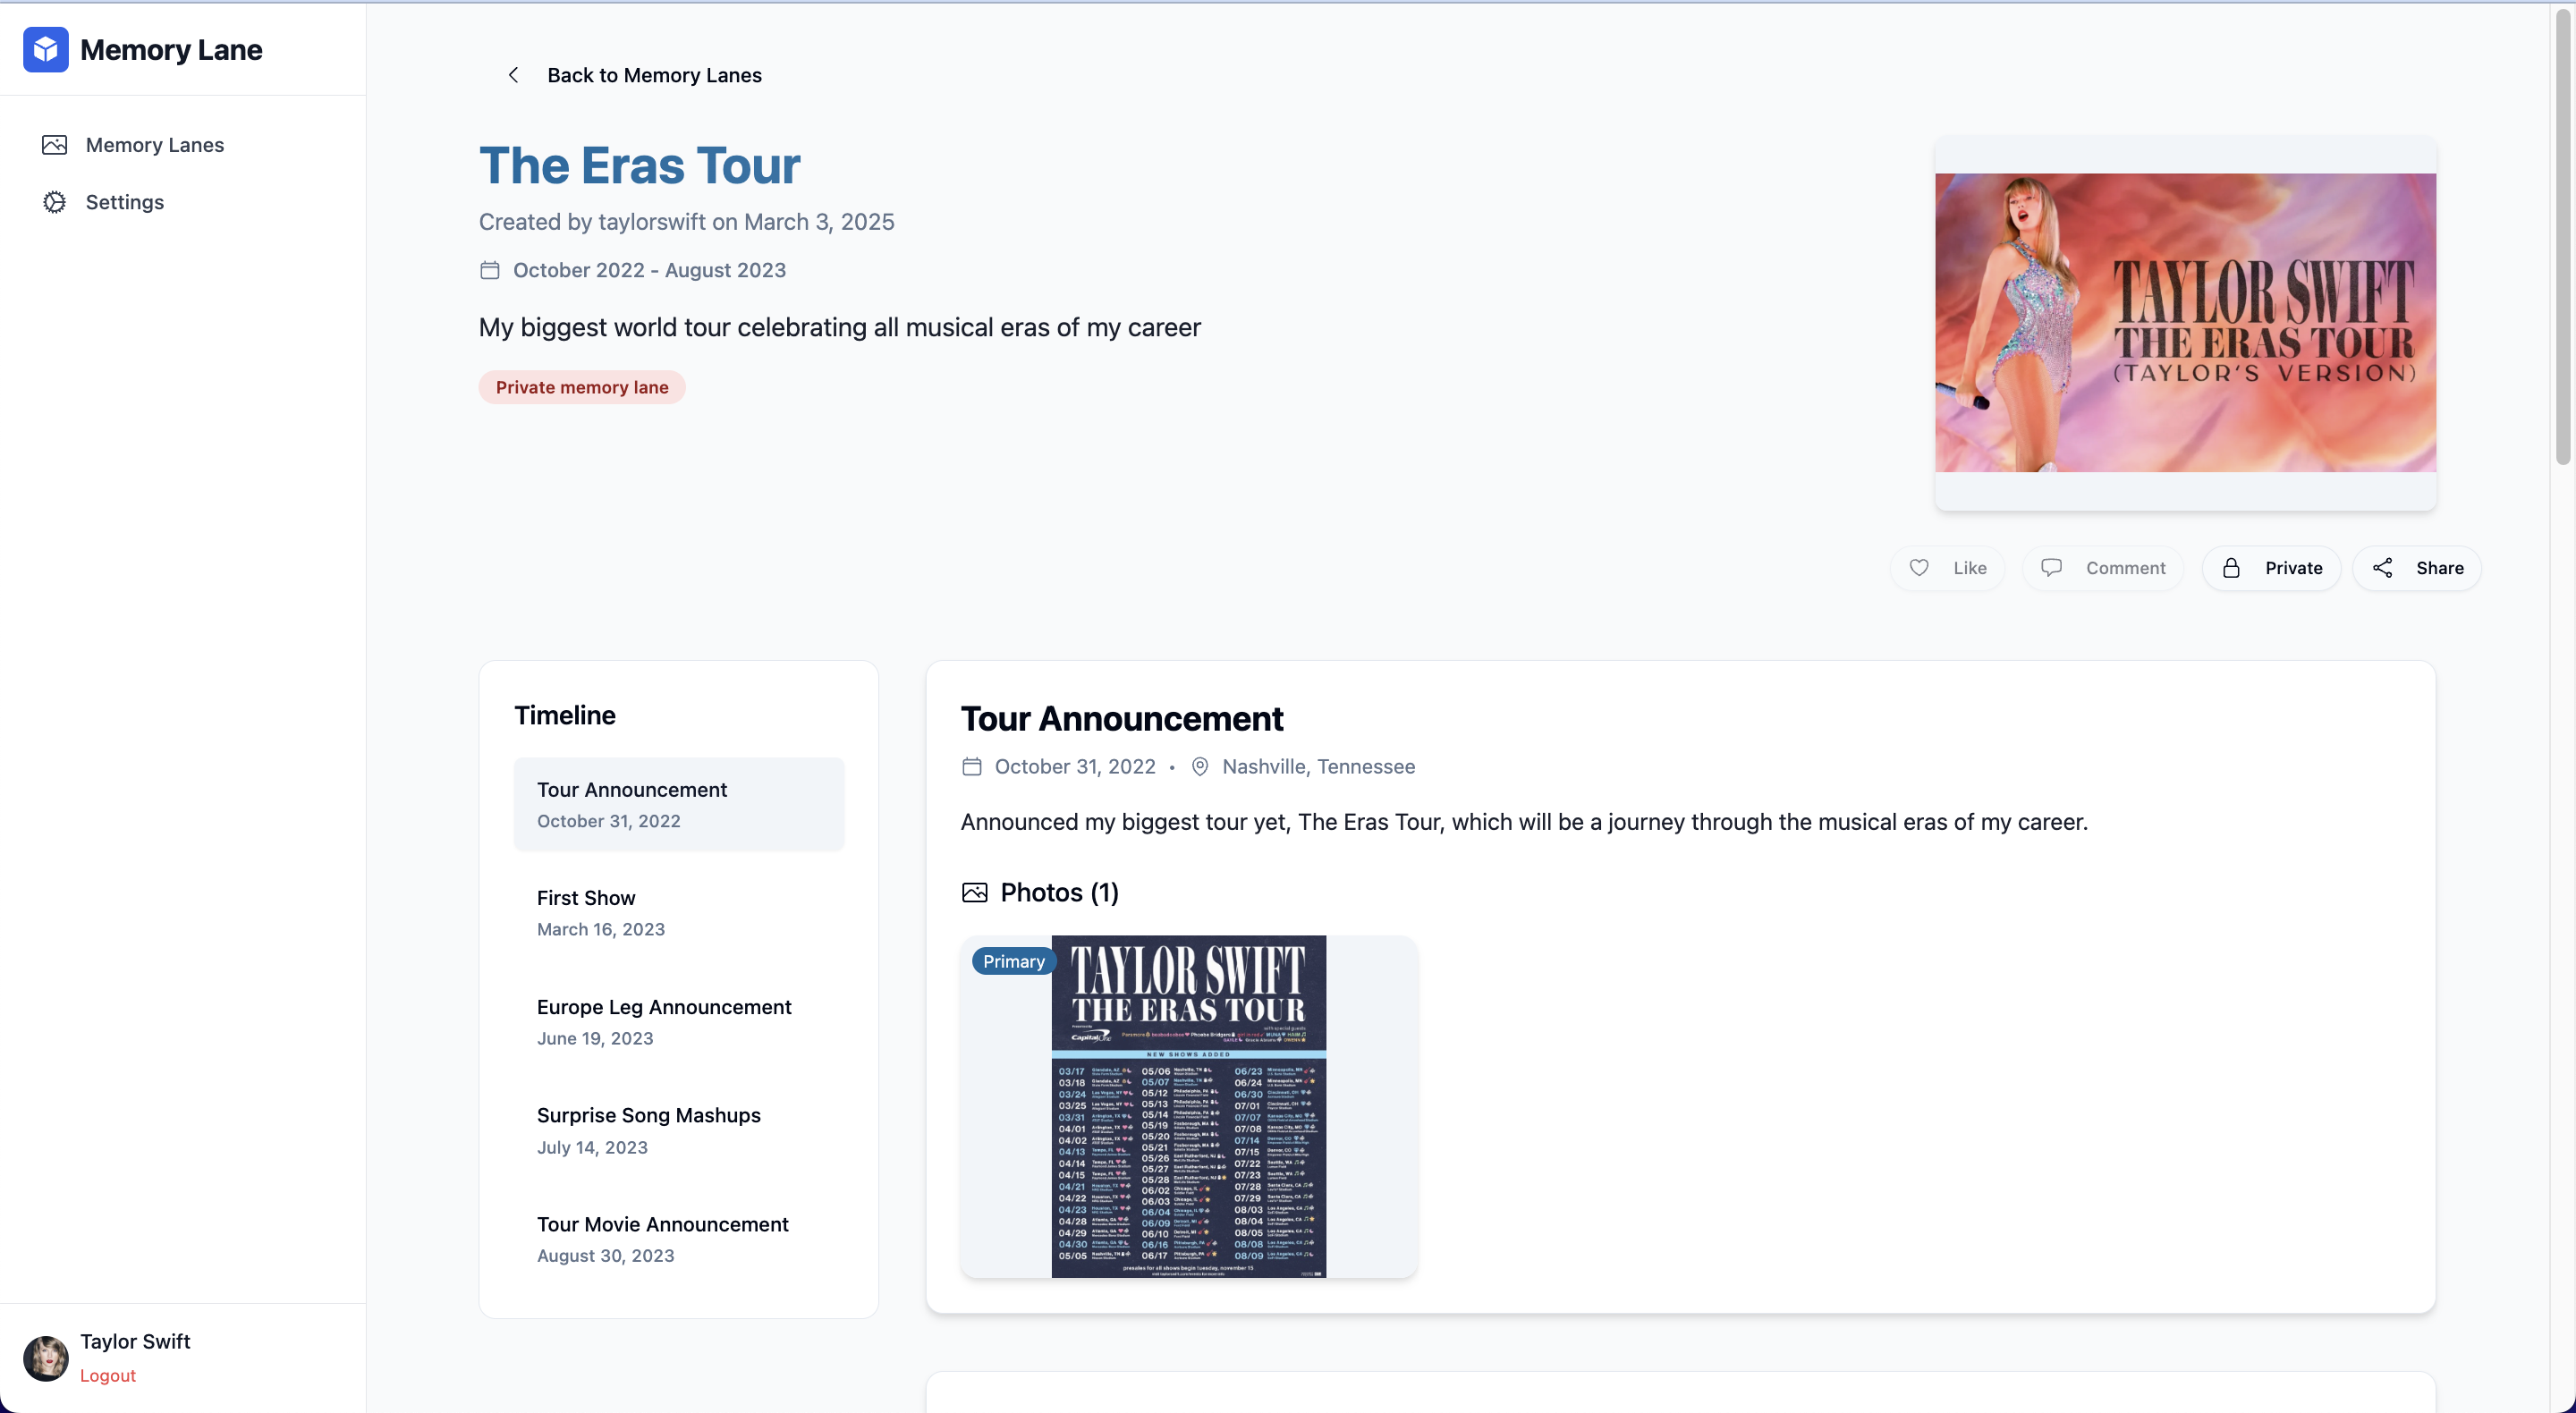 Memory Lane
Memory Lanes
Settings
Back to Memory Lanes
The Eras Tour
Created by taylorswift on March 3, 2025
October 2022 - August 2023
My biggest world tour celebrating all musical eras of my career
Private memory lane
TAYLOR SWIFT
THE ERAS TOUR
(TAYLOR'S VERSION)
Like
Comment
Private
Share
Timeline
Tour Announcement
October 31, 2022
First Show
March 16, 2023
Europe Leg Announcement
June 19, 2023
Surprise Song Mashups
July 14, 2023
Tour Movie Announcement
August 30, 2023
Tour Announcement
October 31, 2022 • Nashville, Tennessee
Announced my biggest tour yet, The Eras Tour, which will be a journey through the musical eras of my career.
Photos (1)
Primary
TAYLOR SWIFT
THE ERAS TOUR
CapitalOne
NEW SHOWS ADDED
03/17
03/18
03/24
03/25
03/31
04/01
04/02
04/13
04/14
04/15
04/21
04/22
04/23
04/28
04/29
04/30
05/05
05/06
05/07
05/12
05/13
05/14
05/19
05/20
05/21
05/26
05/27
05/28
06/02
06/03
06/04
06/09
06/10
06/16
06/17
06/23
06/24
06/30
07/01
07/07
07/08
07/14
07/15
07/22
07/23
07/28
07/29
08/03
08/04
08/05
08/08
08/09
presales for all shows begin tuesday, november 15
Taylor Swift
Logout